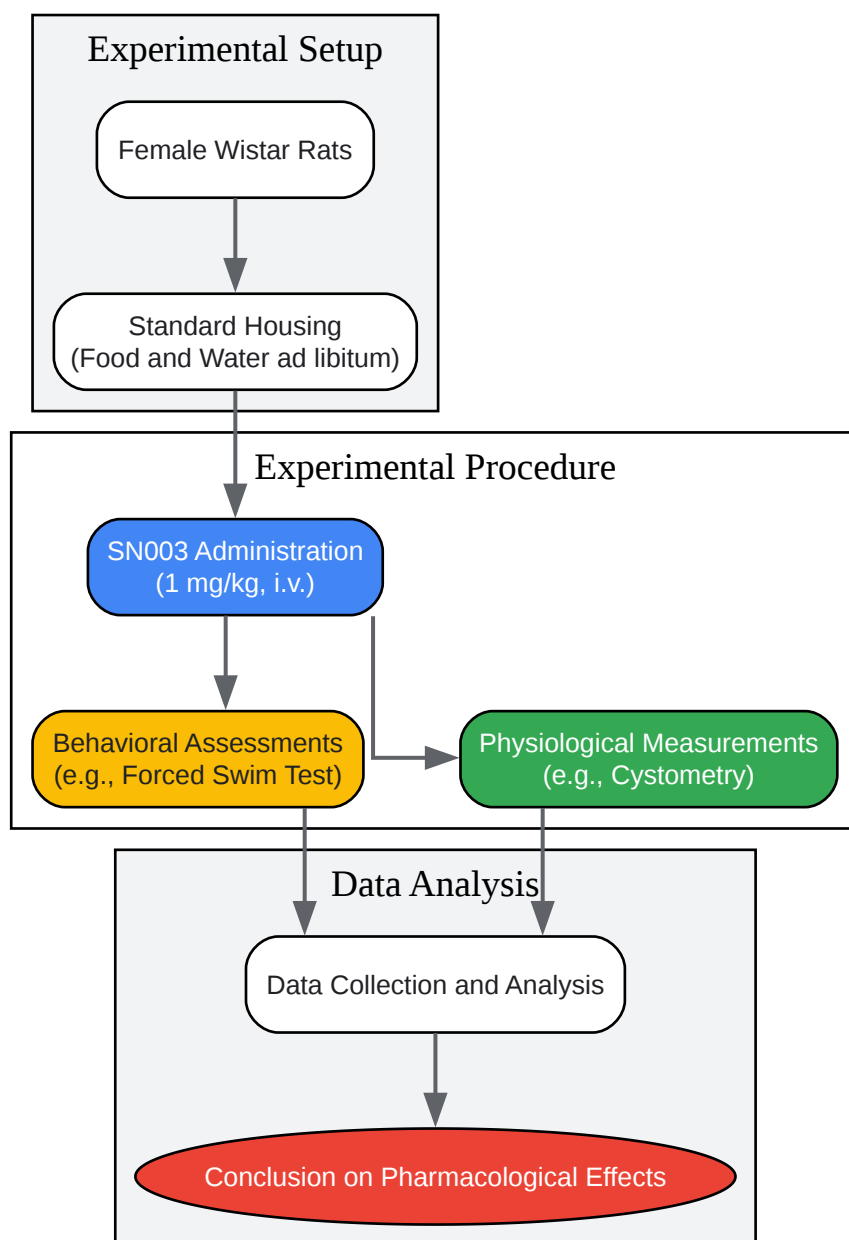 Experimental Setup
Female Wistar Rats
Standard Housing
(Food and Water ad libitum)
Experimental Procedure
SN003 Administration
(1 mg/kg, i.v.)
Behavioral Assessments
(e.g., Forced Swim Test)
Physiological Measurements
(e.g., Cystometry)
Data Analysis
Data Collection and Analysis
Conclusion on Pharmacological Effects